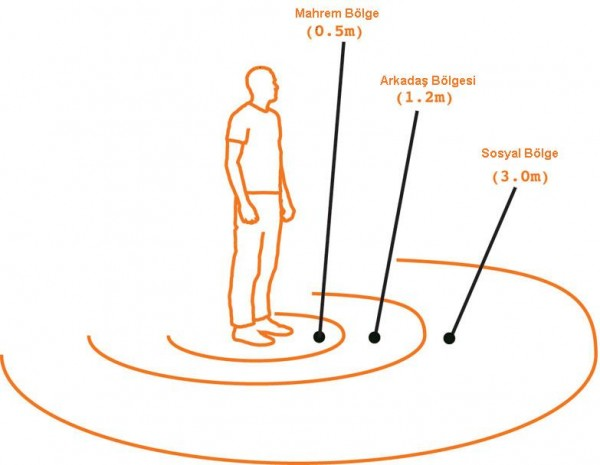 Mahrem Bölge
(0.5m)
Arkadaş Bölgesi
(1.2m)
Sosyal Bölge
(3.0m)